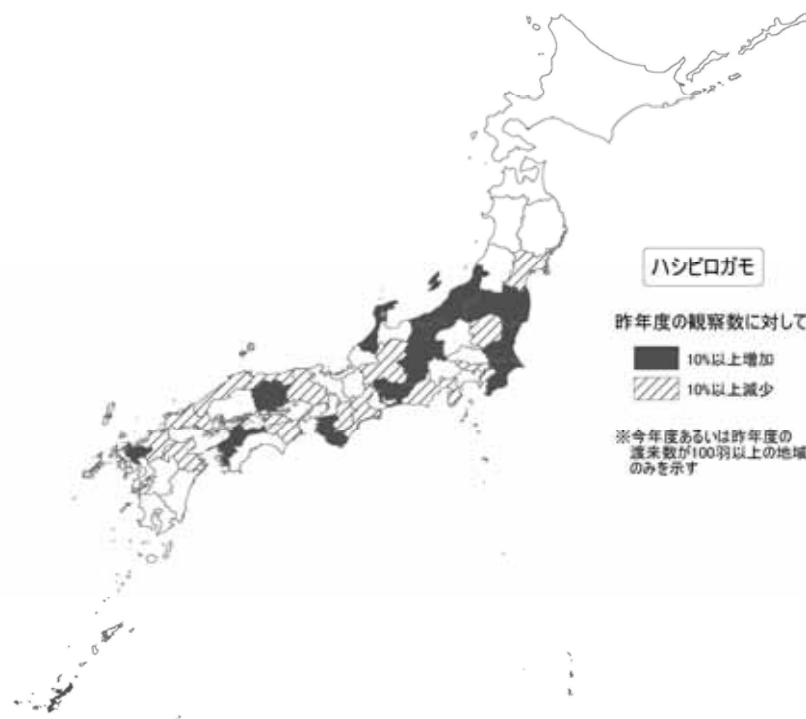 ハシビロガモ
昨年度の観察数に対して
10%以上増加
10%以上減少
※今年度あるいは昨年度の
渡来数が100羽以上の地域
のみを示す